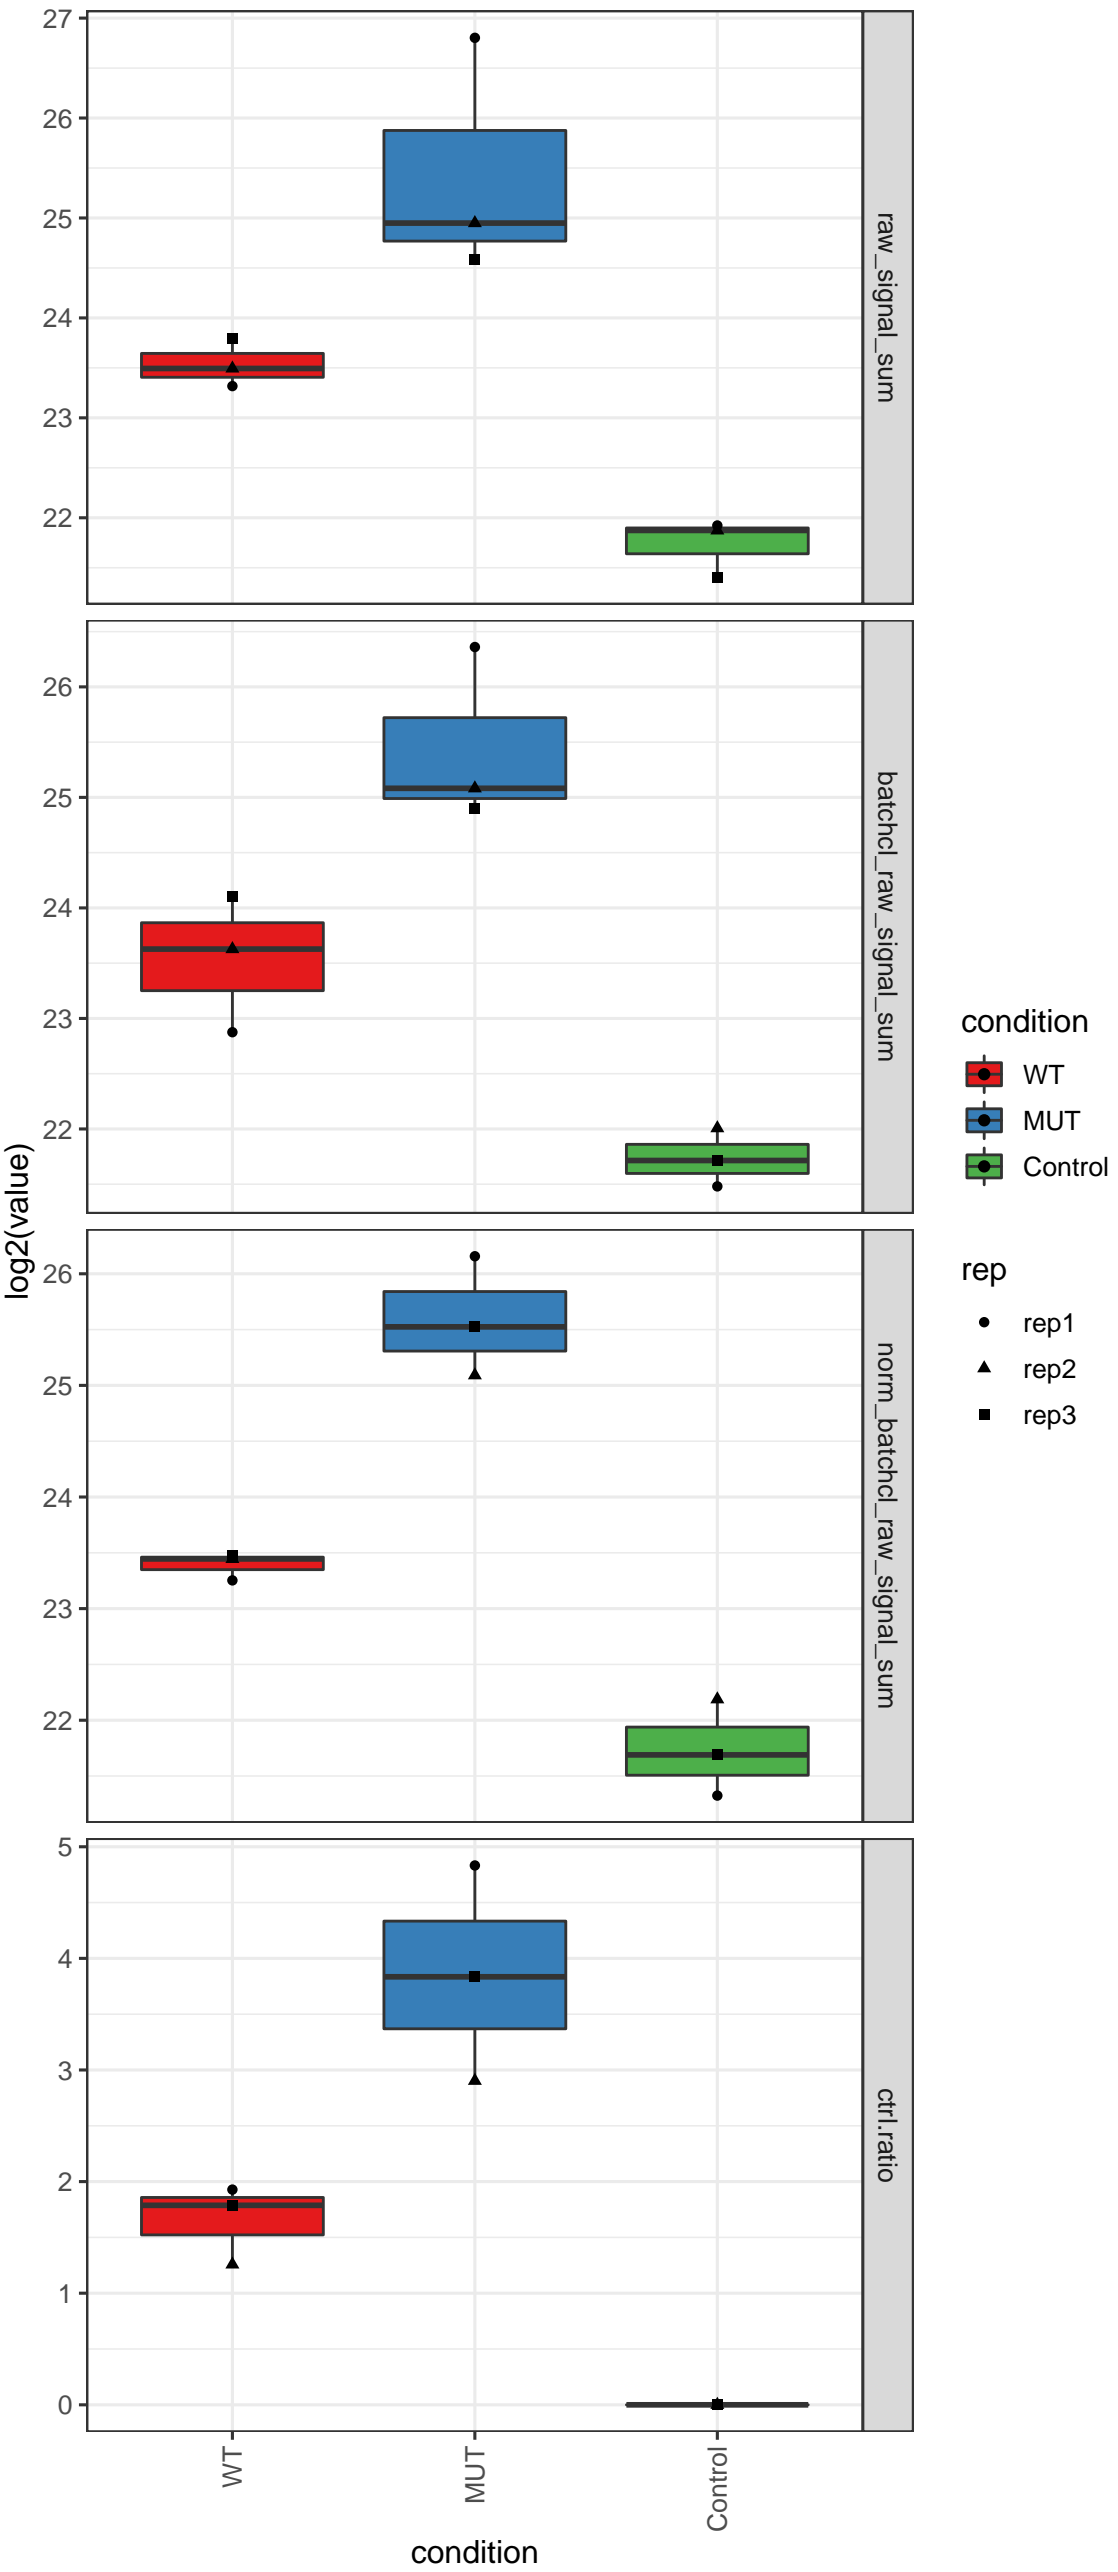 27
26
25
24
23
22
raw_signal_sum
26
25
24
23
22
batchcl_raw_signal_sum
26
25
24
23
22
norm_batchcl_raw_signal_sum
5
4
3
2
1
0
ctrl.ratio
log2(value)
WT
MUT
Control
condition
condition
WT
MUT
Control
rep
rep1
rep2
rep3